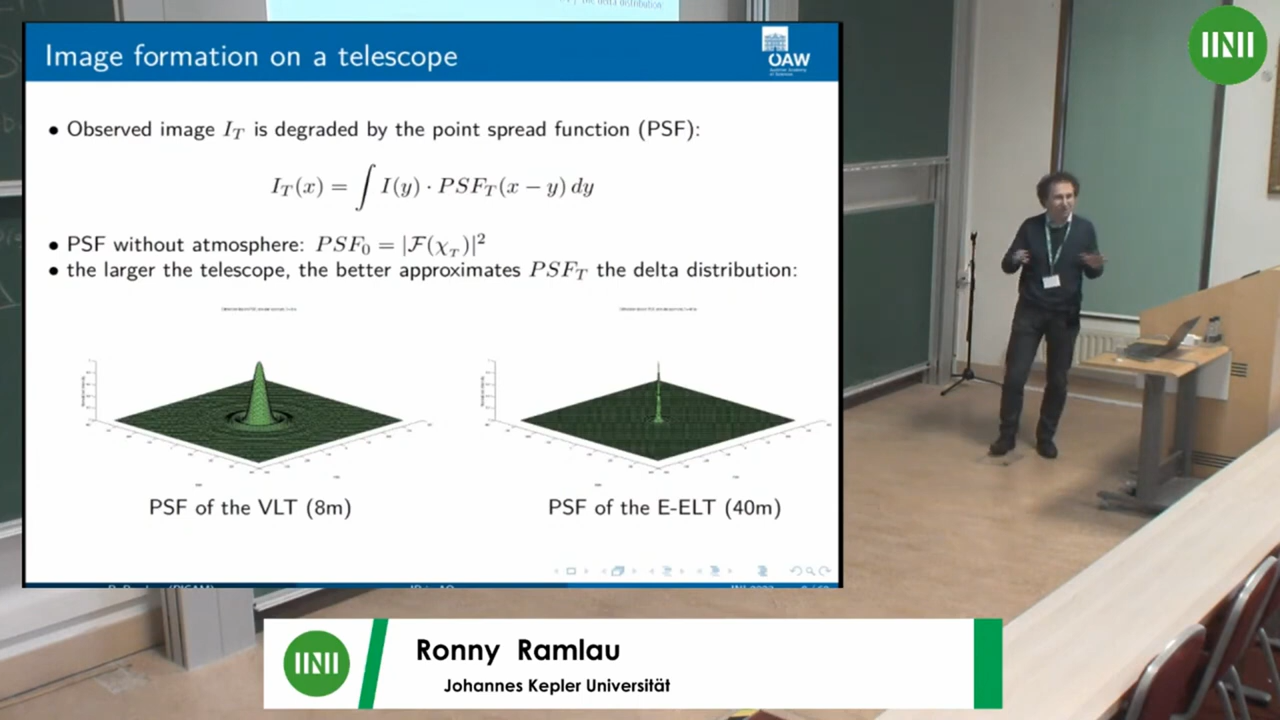 Image formation on a telescope
OAW
• Observed image I_T is degraded by the point spread function (PSF):
I_T(x) = ∫ I(y) · PSF_T(x − y) dy
• PSF without atmosphere: PSF_0 = |F(χ_T)|²
• the larger the telescope, the better approximates PSF_T the delta distribution:
PSF of the VLT (8m)
PSF of the E-ELT (40m)
Ronny Ramlau
Johannes Kepler Universität